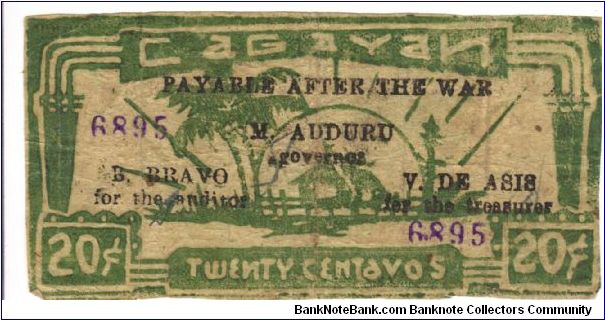 CAGAYAN
PAYABLE AFTER THE WAR
6895
M. ADDURU
governor
B. BRAVO
for the auditor
V. DE ASIS
for the treasurer
6895
20¢
TWENTY CENTAVOS
20¢
BankNoteBank.com Banknote Collectors Community